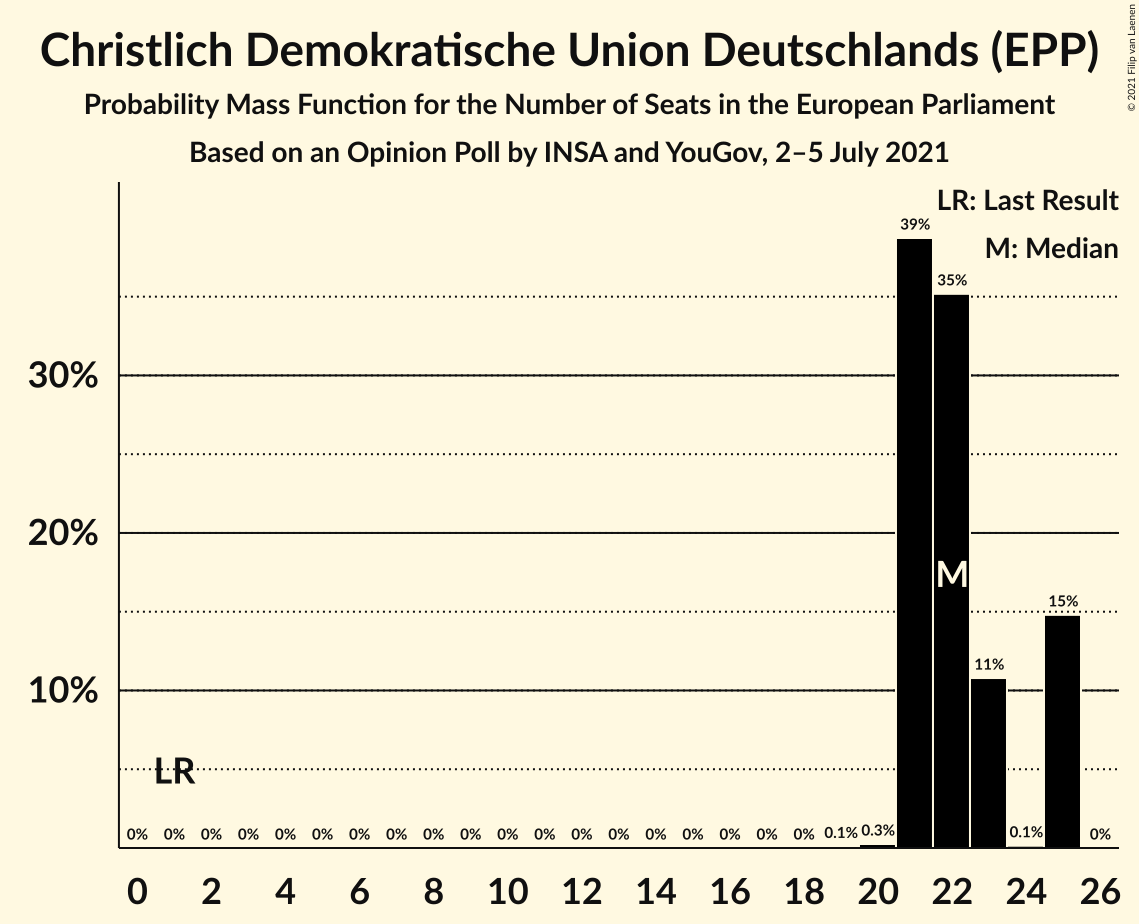 Christlich Demokratische Union Deutschlands (EPP)
Probability Mass Function for the Number of Seats in the European Parliament
Based on an Opinion Poll by INSA and YouGov, 2–5 July 2021
© 2021 Filip van Laenen
LR: Last Result
M: Median
39%
35%
30%
20%
M
15%
11%
10%
LR
0% 0% 0% 0% 0% 0% 0% 0% 0% 0% 0% 0% 0% 0% 0% 0% 0% 0% 0% 0.1% 0.3% 0.1% 0%
0 2 4 6 8 10 12 14 16 18 20 22 24 26